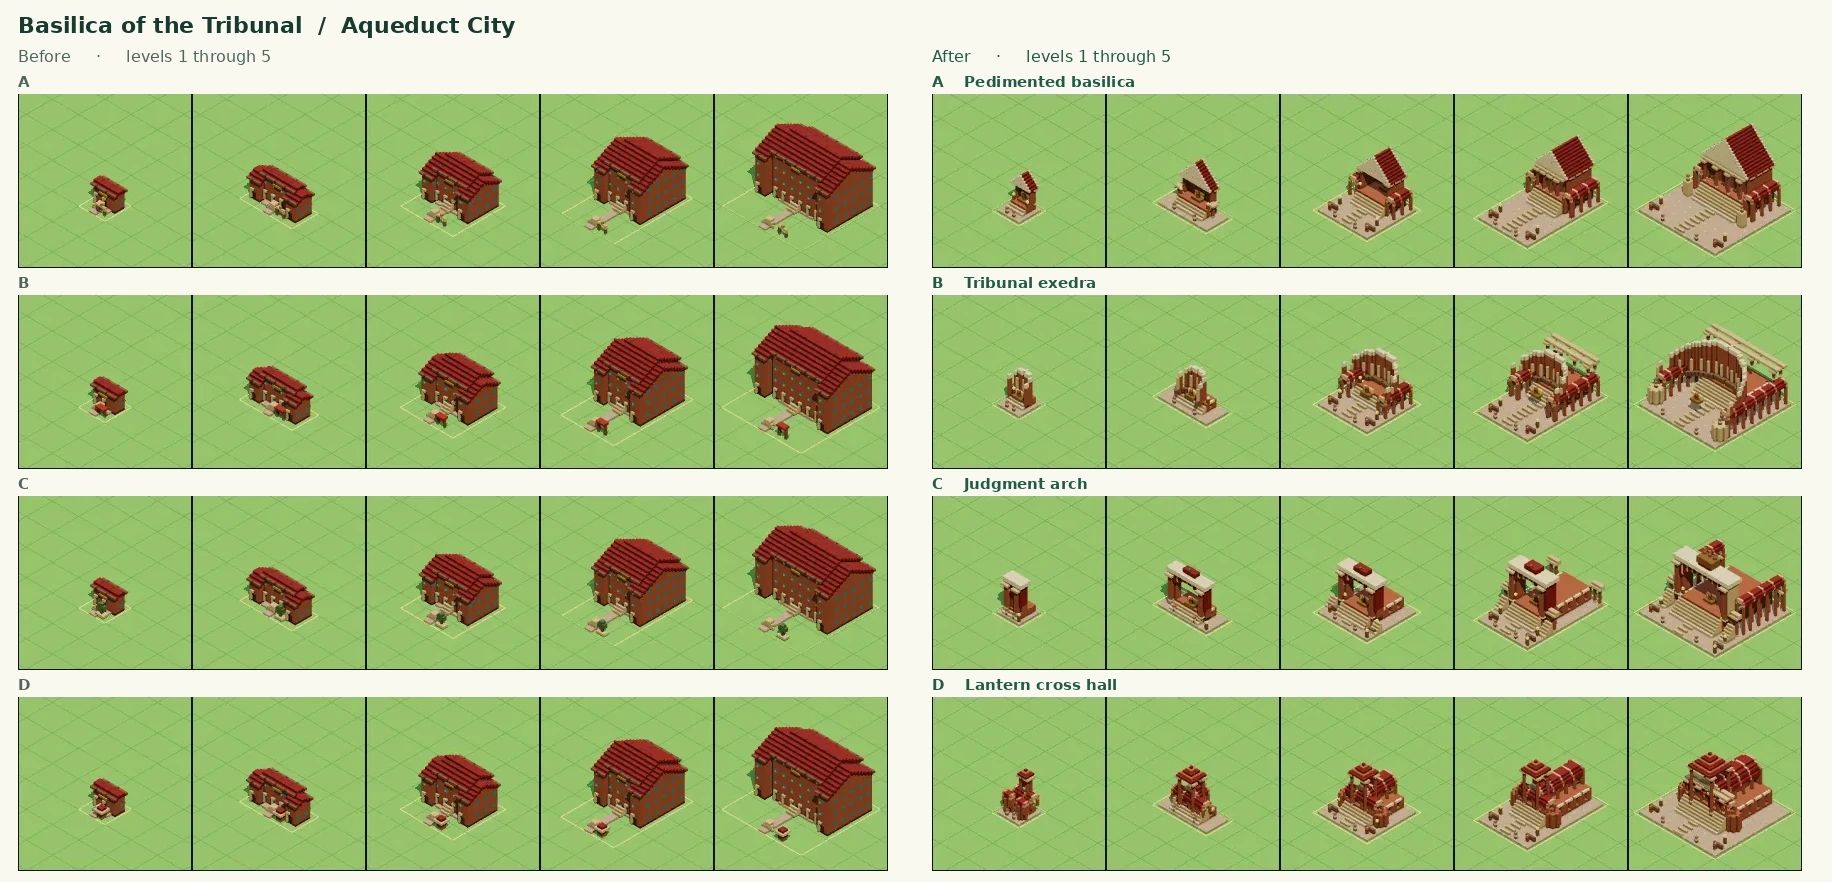 Basilica of the Tribunal / Aqueduct City
Before · levels 1 through 5
A
B
C
D
After · levels 1 through 5
A Pedimented basilica
B Tribunal exedra
C Judgment arch
D Lantern cross hall